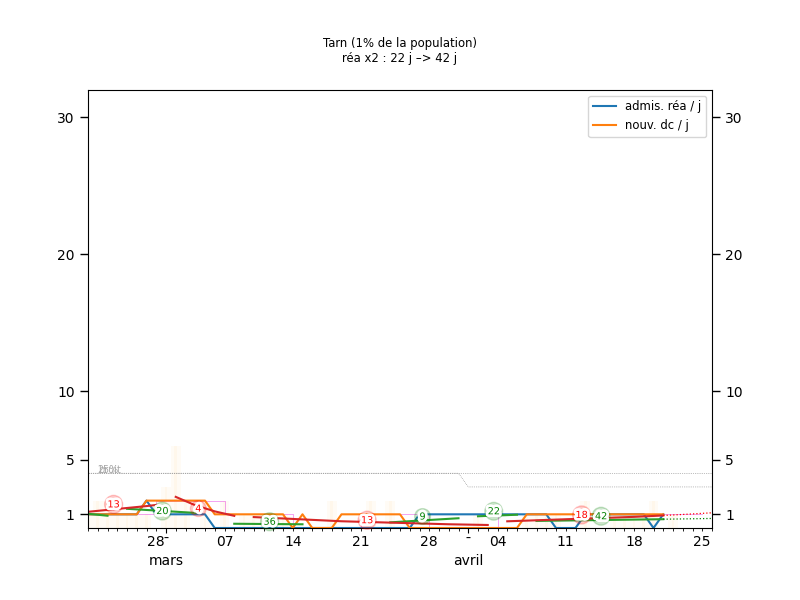 Tarn (1% de la population)
réa x2 : 22 j –> 42 j
admis. réa / j
nouv. dc / j
30 30
20 20
10 10
5 5
1 1
13 20 4 36 13 9 22 18 42
28 07 14 21 28 - 04 11 18 25
mars avril